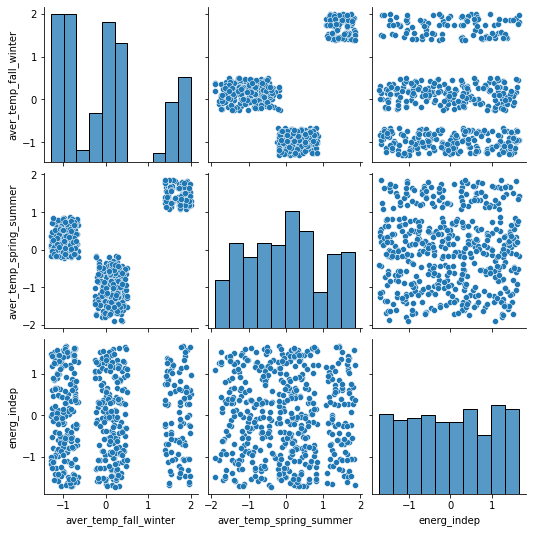 2
1
0
−1
aver_temp_fall_winter
2
1
0
−1
−2
aver_temp_spring_summer
1
0
−1
energ_indep
−1 0 1 2
aver_temp_fall_winter
−2 −1 0 1 2
aver_temp_spring_summer
−1 0 1
energ_indep